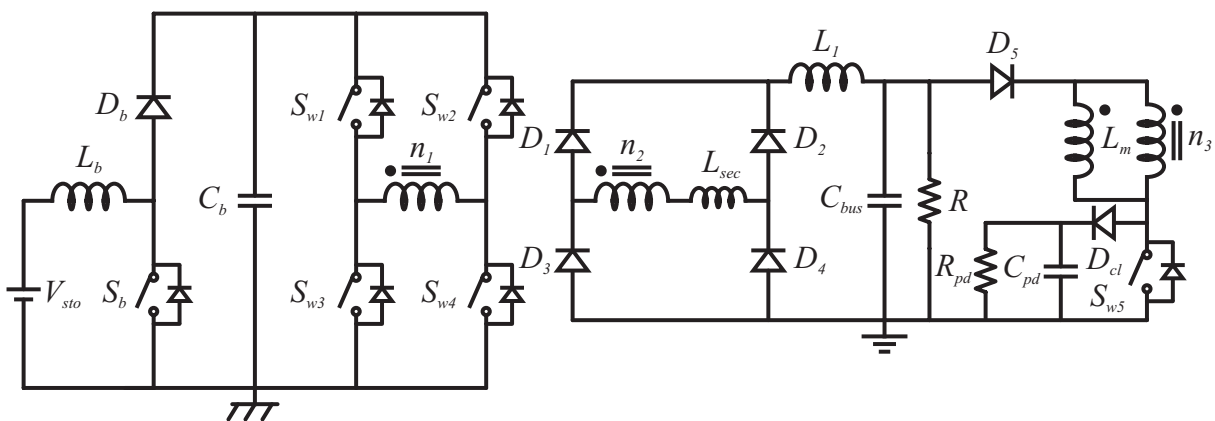 L_b
D_b
S_b
V_sto
C_b
S_w1
S_w2
n_1
S_w3
S_w4
D_1
n_2
L_sec
D_2
D_3
D_4
L_1
C_bus
R
D_5
L_m
n_3
R_pd
C_pd
D_cl
S_w5